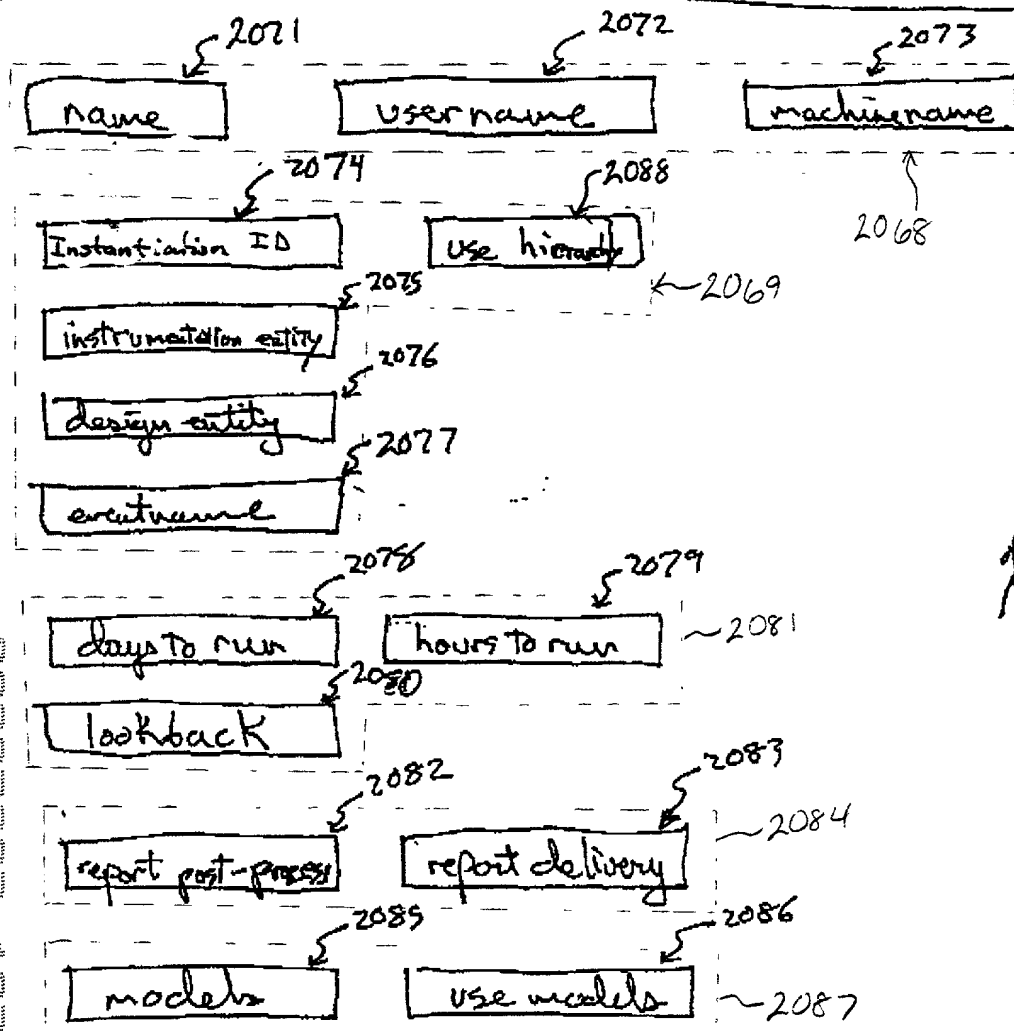 2071 2072 2073
name username machinename
2074 2088 2068
Instantiation ID use hierarchy
2075 2069
instrumentation entity
2076
design entity
2077
eventname
2078 2079
days to run hours to run 2081
2080
lookback
2082 2083
2084
report post-process report delivery
2085 2086
models use models 2087